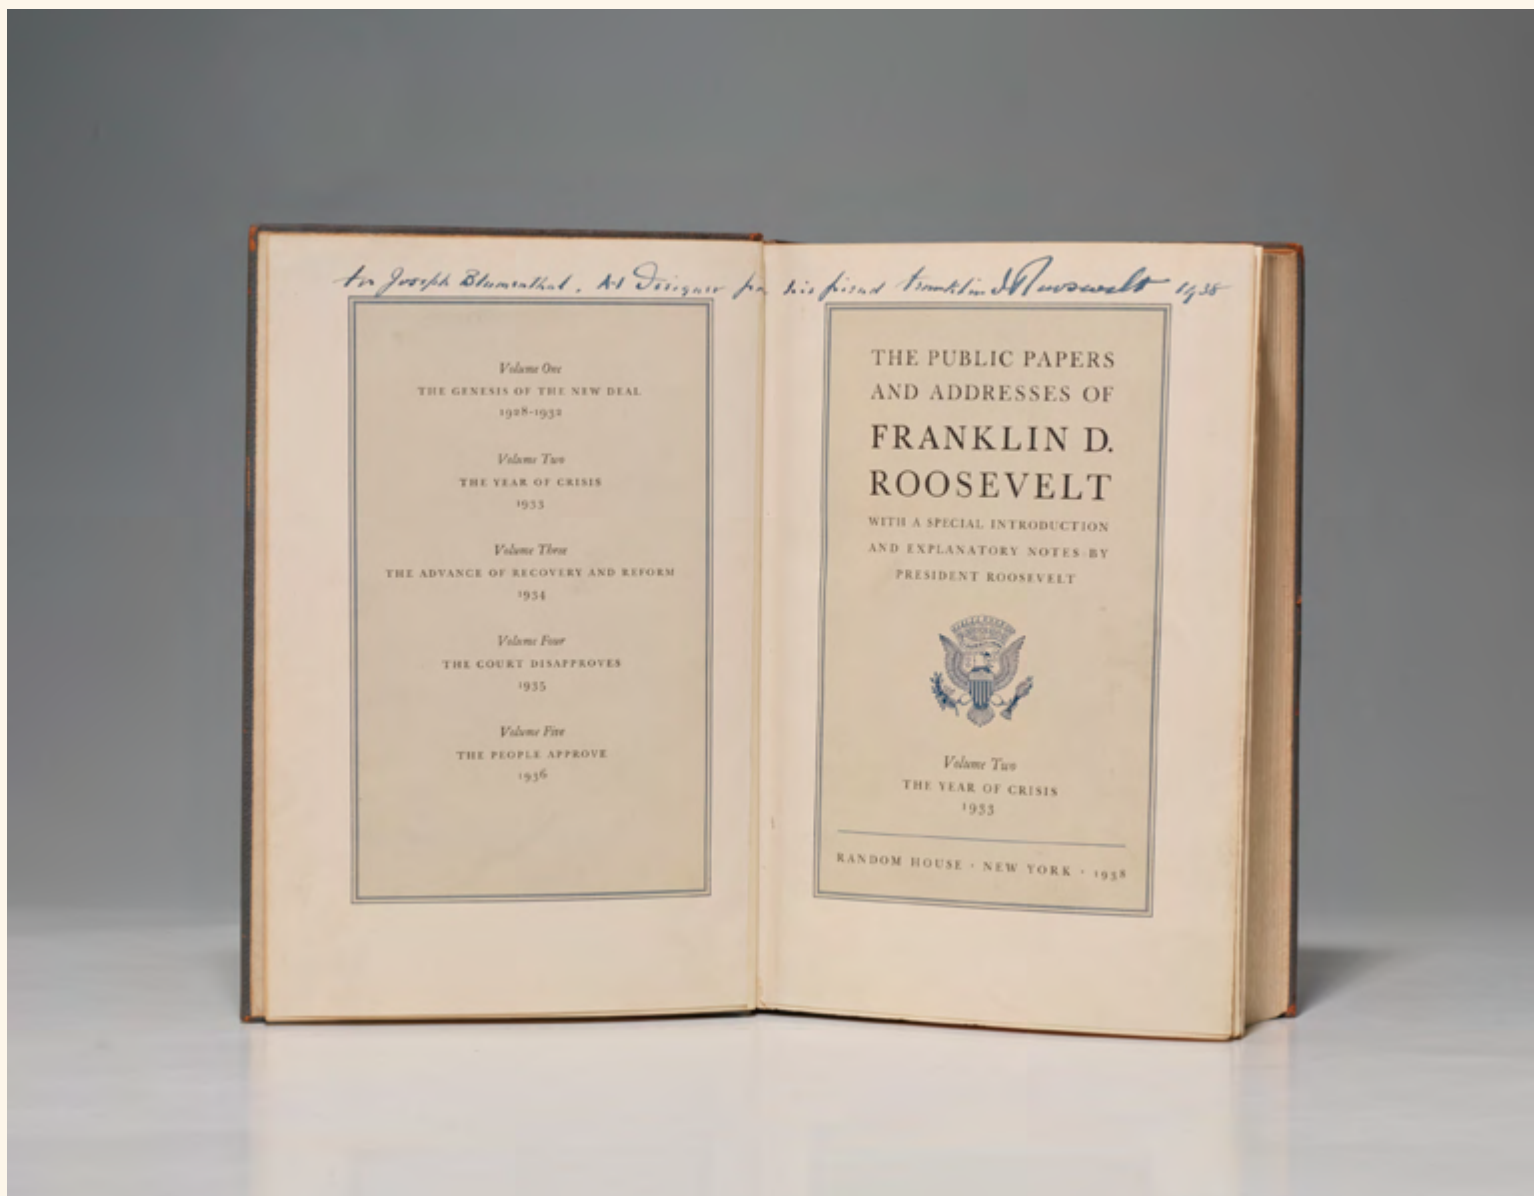 for Joseph Blumenthal, Art Designer from his friend Franklin D Roosevelt 1938
Volume One
THE GENESIS OF THE NEW DEAL
1928-1932
Volume Two
THE YEAR OF CRISIS
1933
Volume Three
THE ADVANCE OF RECOVERY AND REFORM
1934
Volume Four
THE COURT DISAPPROVES
1935
Volume Five
THE PEOPLE APPROVE
1936
THE PUBLIC PAPERS
AND ADDRESSES OF
FRANKLIN D.
ROOSEVELT
WITH A SPECIAL INTRODUCTION
AND EXPLANATORY NOTES BY
PRESIDENT ROOSEVELT
Volume Two
THE YEAR OF CRISIS
1933
RANDOM HOUSE · NEW YORK · 1938